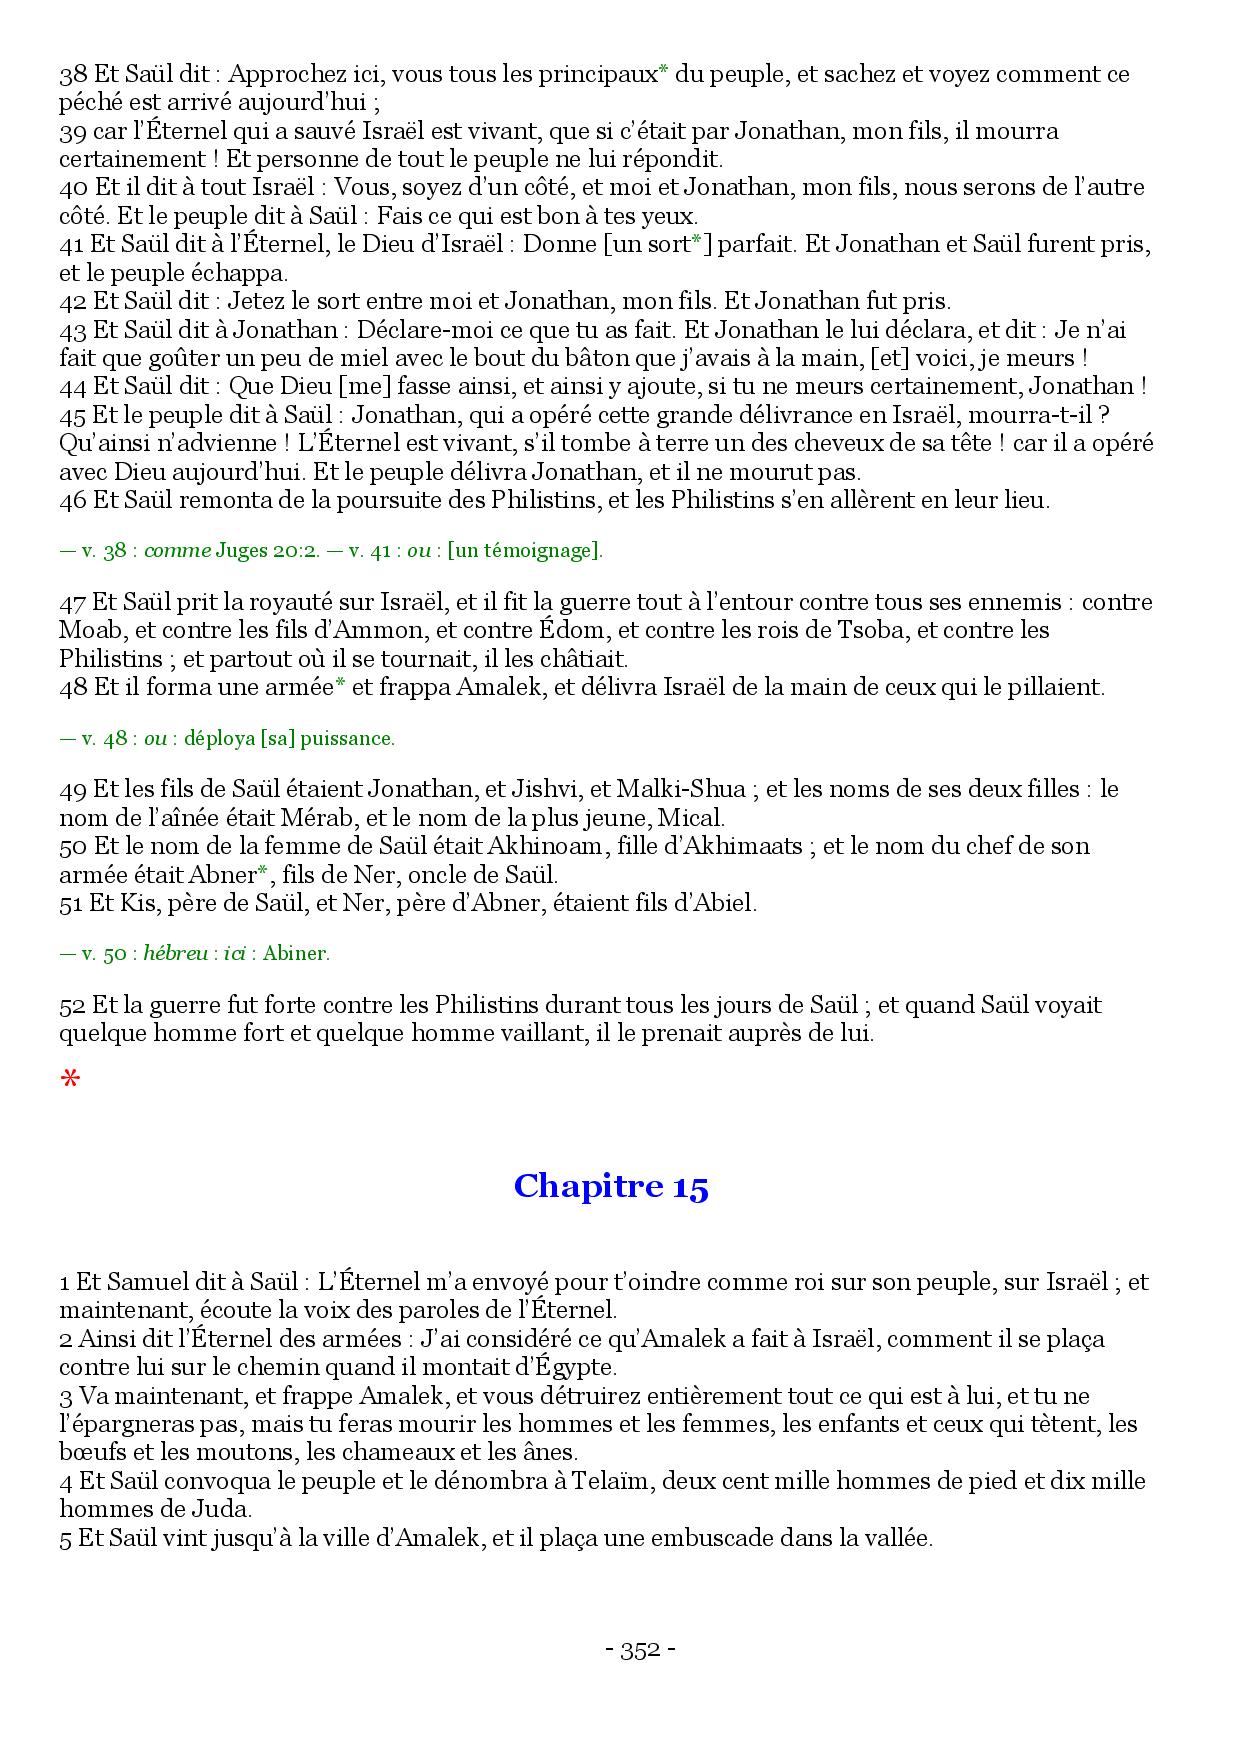 38 Et Saül dit : Approchez ici, vous tous les principaux* du peuple, et sachez et voyez comment ce
péché est arrivé aujourd’hui ;
39 car l’Éternel qui a sauvé Israël est vivant, que si c’était par Jonathan, mon fils, il mourra
certainement ! Et personne de tout le peuple ne lui répondit.
40 Et il dit à tout Israël : Vous, soyez d’un côté, et moi et Jonathan, mon fils, nous serons de l’autre
côté. Et le peuple dit à Saül : Fais ce qui est bon à tes yeux.
41 Et Saül dit à l’Éternel, le Dieu d’Israël : Donne [un sort*] parfait. Et Jonathan et Saül furent pris,
et le peuple échappa.
42 Et Saül dit : Jetez le sort entre moi et Jonathan, mon fils. Et Jonathan fut pris.
43 Et Saül dit à Jonathan : Déclare-moi ce que tu as fait. Et Jonathan le lui déclara, et dit : Je n’ai
fait que goûter un peu de miel avec le bout du bâton que j’avais à la main, [et] voici, je meurs !
44 Et Saül dit : Que Dieu [me] fasse ainsi, et ainsi y ajoute, si tu ne meurs certainement, Jonathan !
45 Et le peuple dit à Saül : Jonathan, qui a opéré cette grande délivrance en Israël, mourra-t-il ?
Qu’ainsi n’advienne ! L’Éternel est vivant, s’il tombe à terre un des cheveux de sa tête ! car il a opéré
avec Dieu aujourd’hui. Et le peuple délivra Jonathan, et il ne mourut pas.
46 Et Saül remonta de la poursuite des Philistins, et les Philistins s’en allèrent en leur lieu.
— v. 38 : comme Juges 20:2. — v. 41 : ou : [un témoignage].
47 Et Saül prit la royauté sur Israël, et il fit la guerre tout à l’entour contre tous ses ennemis : contre
Moab, et contre les fils d’Ammon, et contre Édom, et contre les rois de Tsoba, et contre les
Philistins ; et partout où il se tournait, il les châtiait.
48 Et il forma une armée* et frappa Amalek, et délivra Israël de la main de ceux qui le pillaient.
— v. 48 : ou : déploya [sa] puissance.
49 Et les fils de Saül étaient Jonathan, et Jishvi, et Malki-Shua ; et les noms de ses deux filles : le
nom de l’aînée était Mérab, et le nom de la plus jeune, Mical.
50 Et le nom de la femme de Saül était Akhinoam, fille d’Akhimaats ; et le nom du chef de son
armée était Abner*, fils de Ner, oncle de Saül.
51 Et Kis, père de Saül, et Ner, père d’Abner, étaient fils d’Abiel.
— v. 50 : hébreu : ici : Abiner.
52 Et la guerre fut forte contre les Philistins durant tous les jours de Saül ; et quand Saül voyait
quelque homme fort et quelque homme vaillant, il le prenait auprès de lui.
*
Chapitre 15
1 Et Samuel dit à Saül : L’Éternel m’a envoyé pour t’oindre comme roi sur son peuple, sur Israël ; et
maintenant, écoute la voix des paroles de l’Éternel.
2 Ainsi dit l’Éternel des armées : J’ai considéré ce qu’Amalek a fait à Israël, comment il se plaça
contre lui sur le chemin quand il montait d’Égypte.
3 Va maintenant, et frappe Amalek, et vous détruirez entièrement tout ce qui est à lui, et tu ne
l’épargneras pas, mais tu feras mourir les hommes et les femmes, les enfants et ceux qui tètent, les
bœufs et les moutons, les chameaux et les ânes.
4 Et Saül convoqua le peuple et le dénombra à Telaïm, deux cent mille hommes de pied et dix mille
hommes de Juda.
5 Et Saül vint jusqu’à la ville d’Amalek, et il plaça une embuscade dans la vallée.
- 352 -